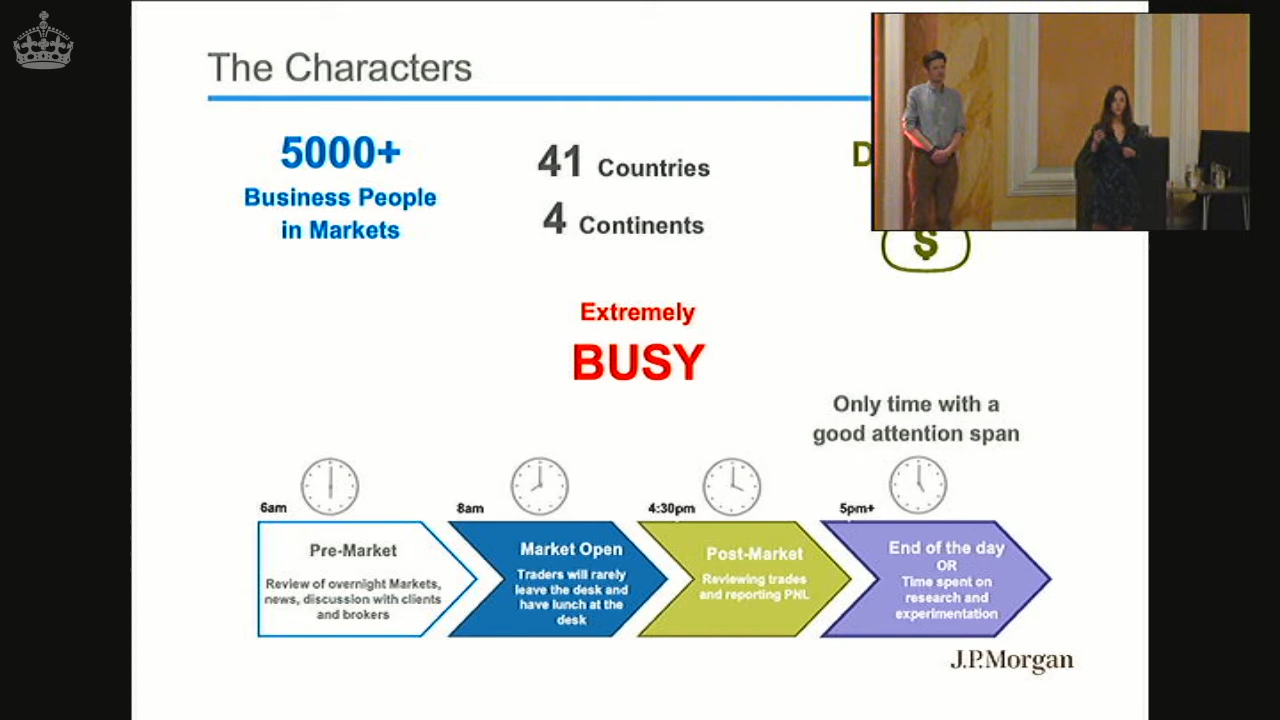 The Characters
5000+
Business People
in Markets
41 Countries
4 Continents
D
$
Extremely
BUSY
Only time with a
good attention span
6am
8am
4:30pm
5pm+
Pre-Market
Review of overnight Markets,
news, discussion with clients
and brokers
Market Open
Traders will rarely
leave the desk and
have lunch at the
desk
Post-Market
Reviewing trades
and reporting PNL
End of the day
OR
Time spent on
research and
experimentation
J.P.Morgan